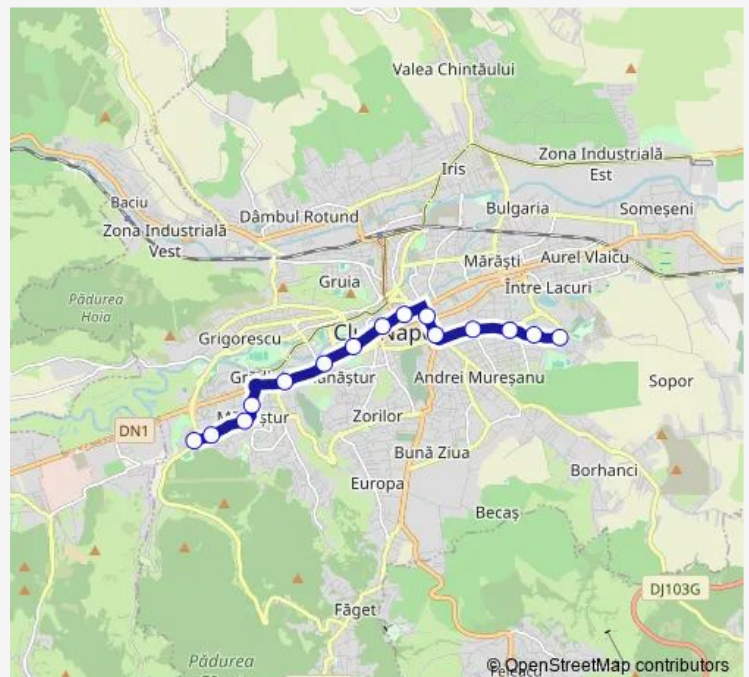 Valea Chintăului
Zona Industrială
Est
Iris
Baciu
Dâmbul Rotund
Bulgaria
Someșeni
Zona Industrială
Vest
Mărăști
Aurel Vlaicu
Gruia
Între Lacuri
Pădurea
Hoia
Grigorescu
Andrei Mureșanu
Sopor
DN1
Zorilor
Bună Ziua
Borhanci
Europa
Becaș
DJ103G
Făget
Pădurea
© OpenStreetMap contributors